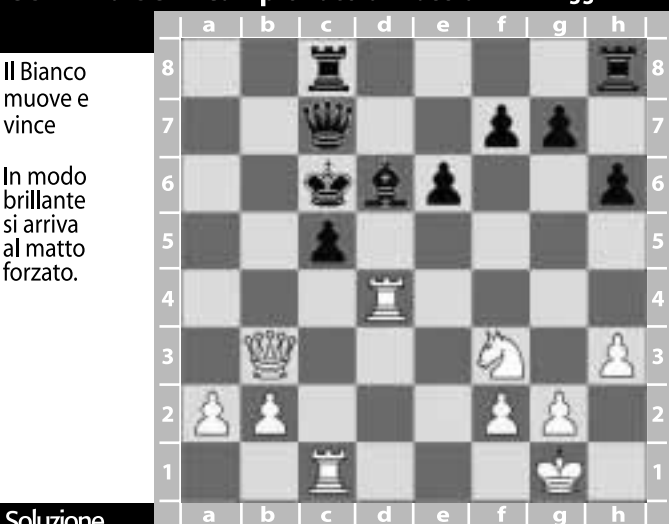 a b c d e f g h
Il Bianco
muove e
vince
In modo
brillante
si arriva
al matto
forzato.
8 8
7 7
6 6
5 5
4 4
3 3
2 2
1 1
Soluzione
a b c d e f g h